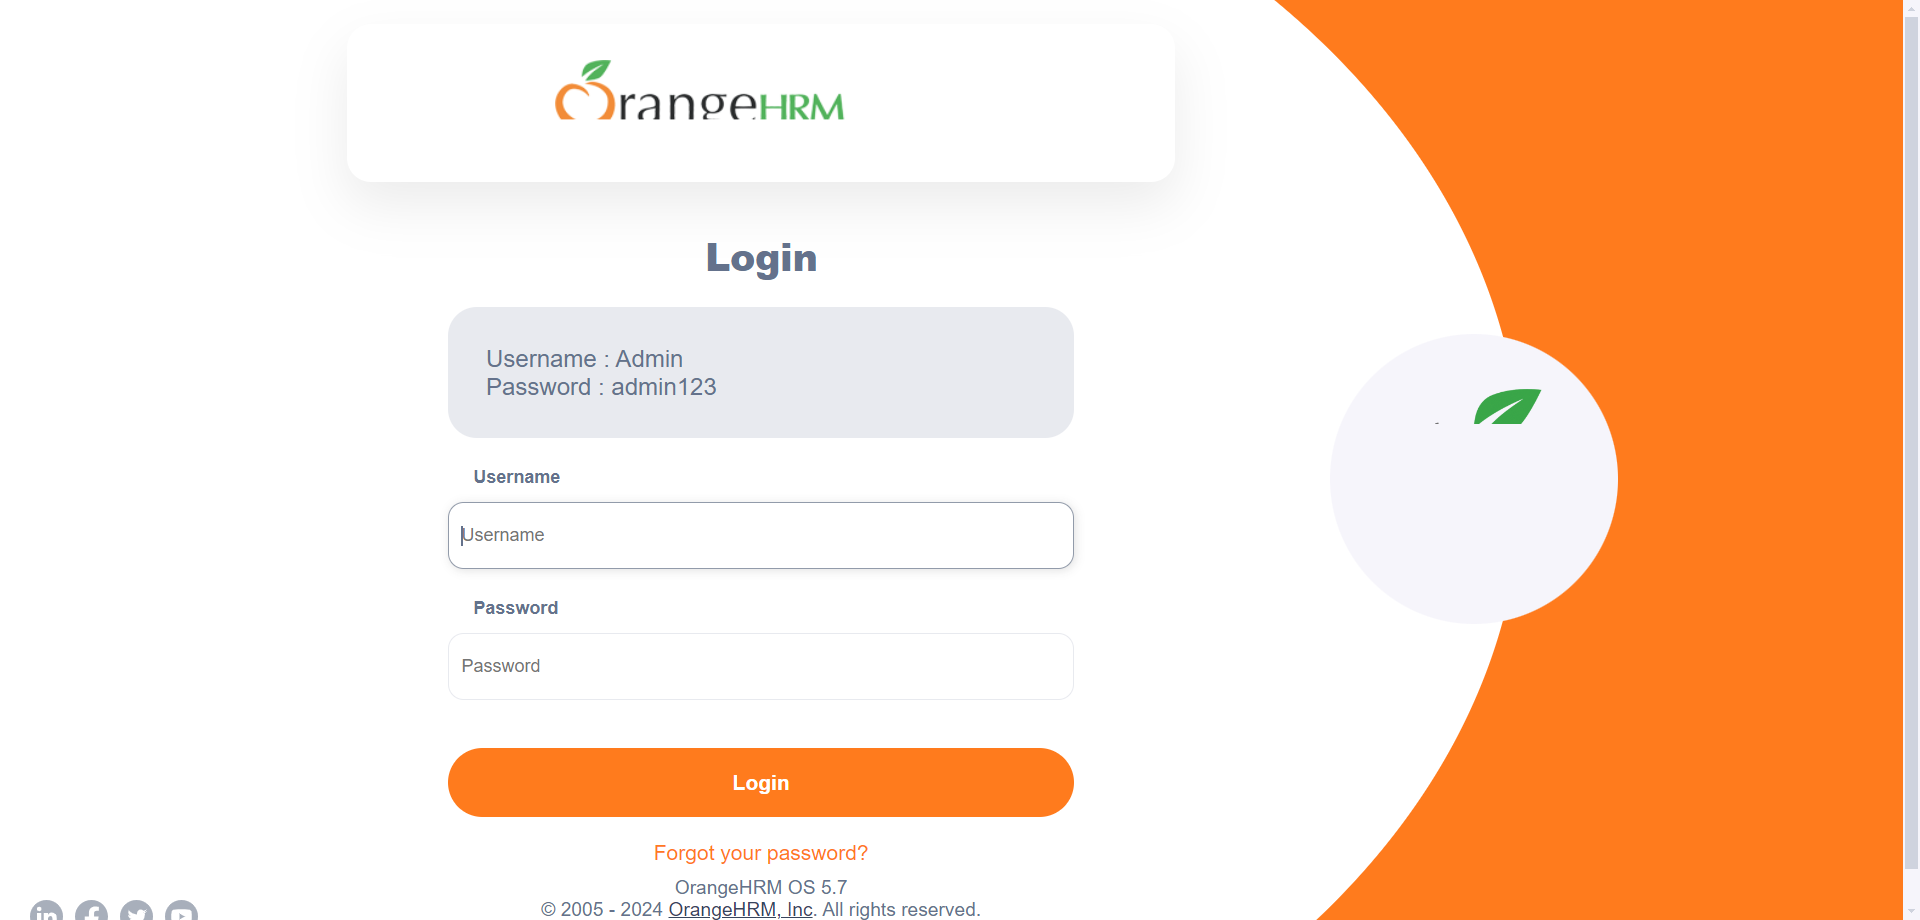 OrangeHRM
Login
Username : Admin
Password : admin123
Username
Username
Password
Password
Login
Forgot your password?
OrangeHRM OS 5.7
© 2005 - 2024 OrangeHRM, Inc. All rights reserved.
in